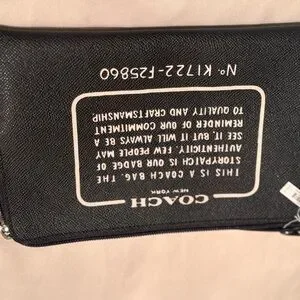 COACH
NEW YORK
THIS IS A COACH BAG. THE
STORYPATCH IS OUR BADGE OF
AUTHENTICITY. FEW PEOPLE MAY
SEE IT, BUT IT WILL ALWAYS BE A
REMINDER OF OUR COMMITMENT
TO QUALITY AND CRAFTSMANSHIP
Nº K1722-F25860